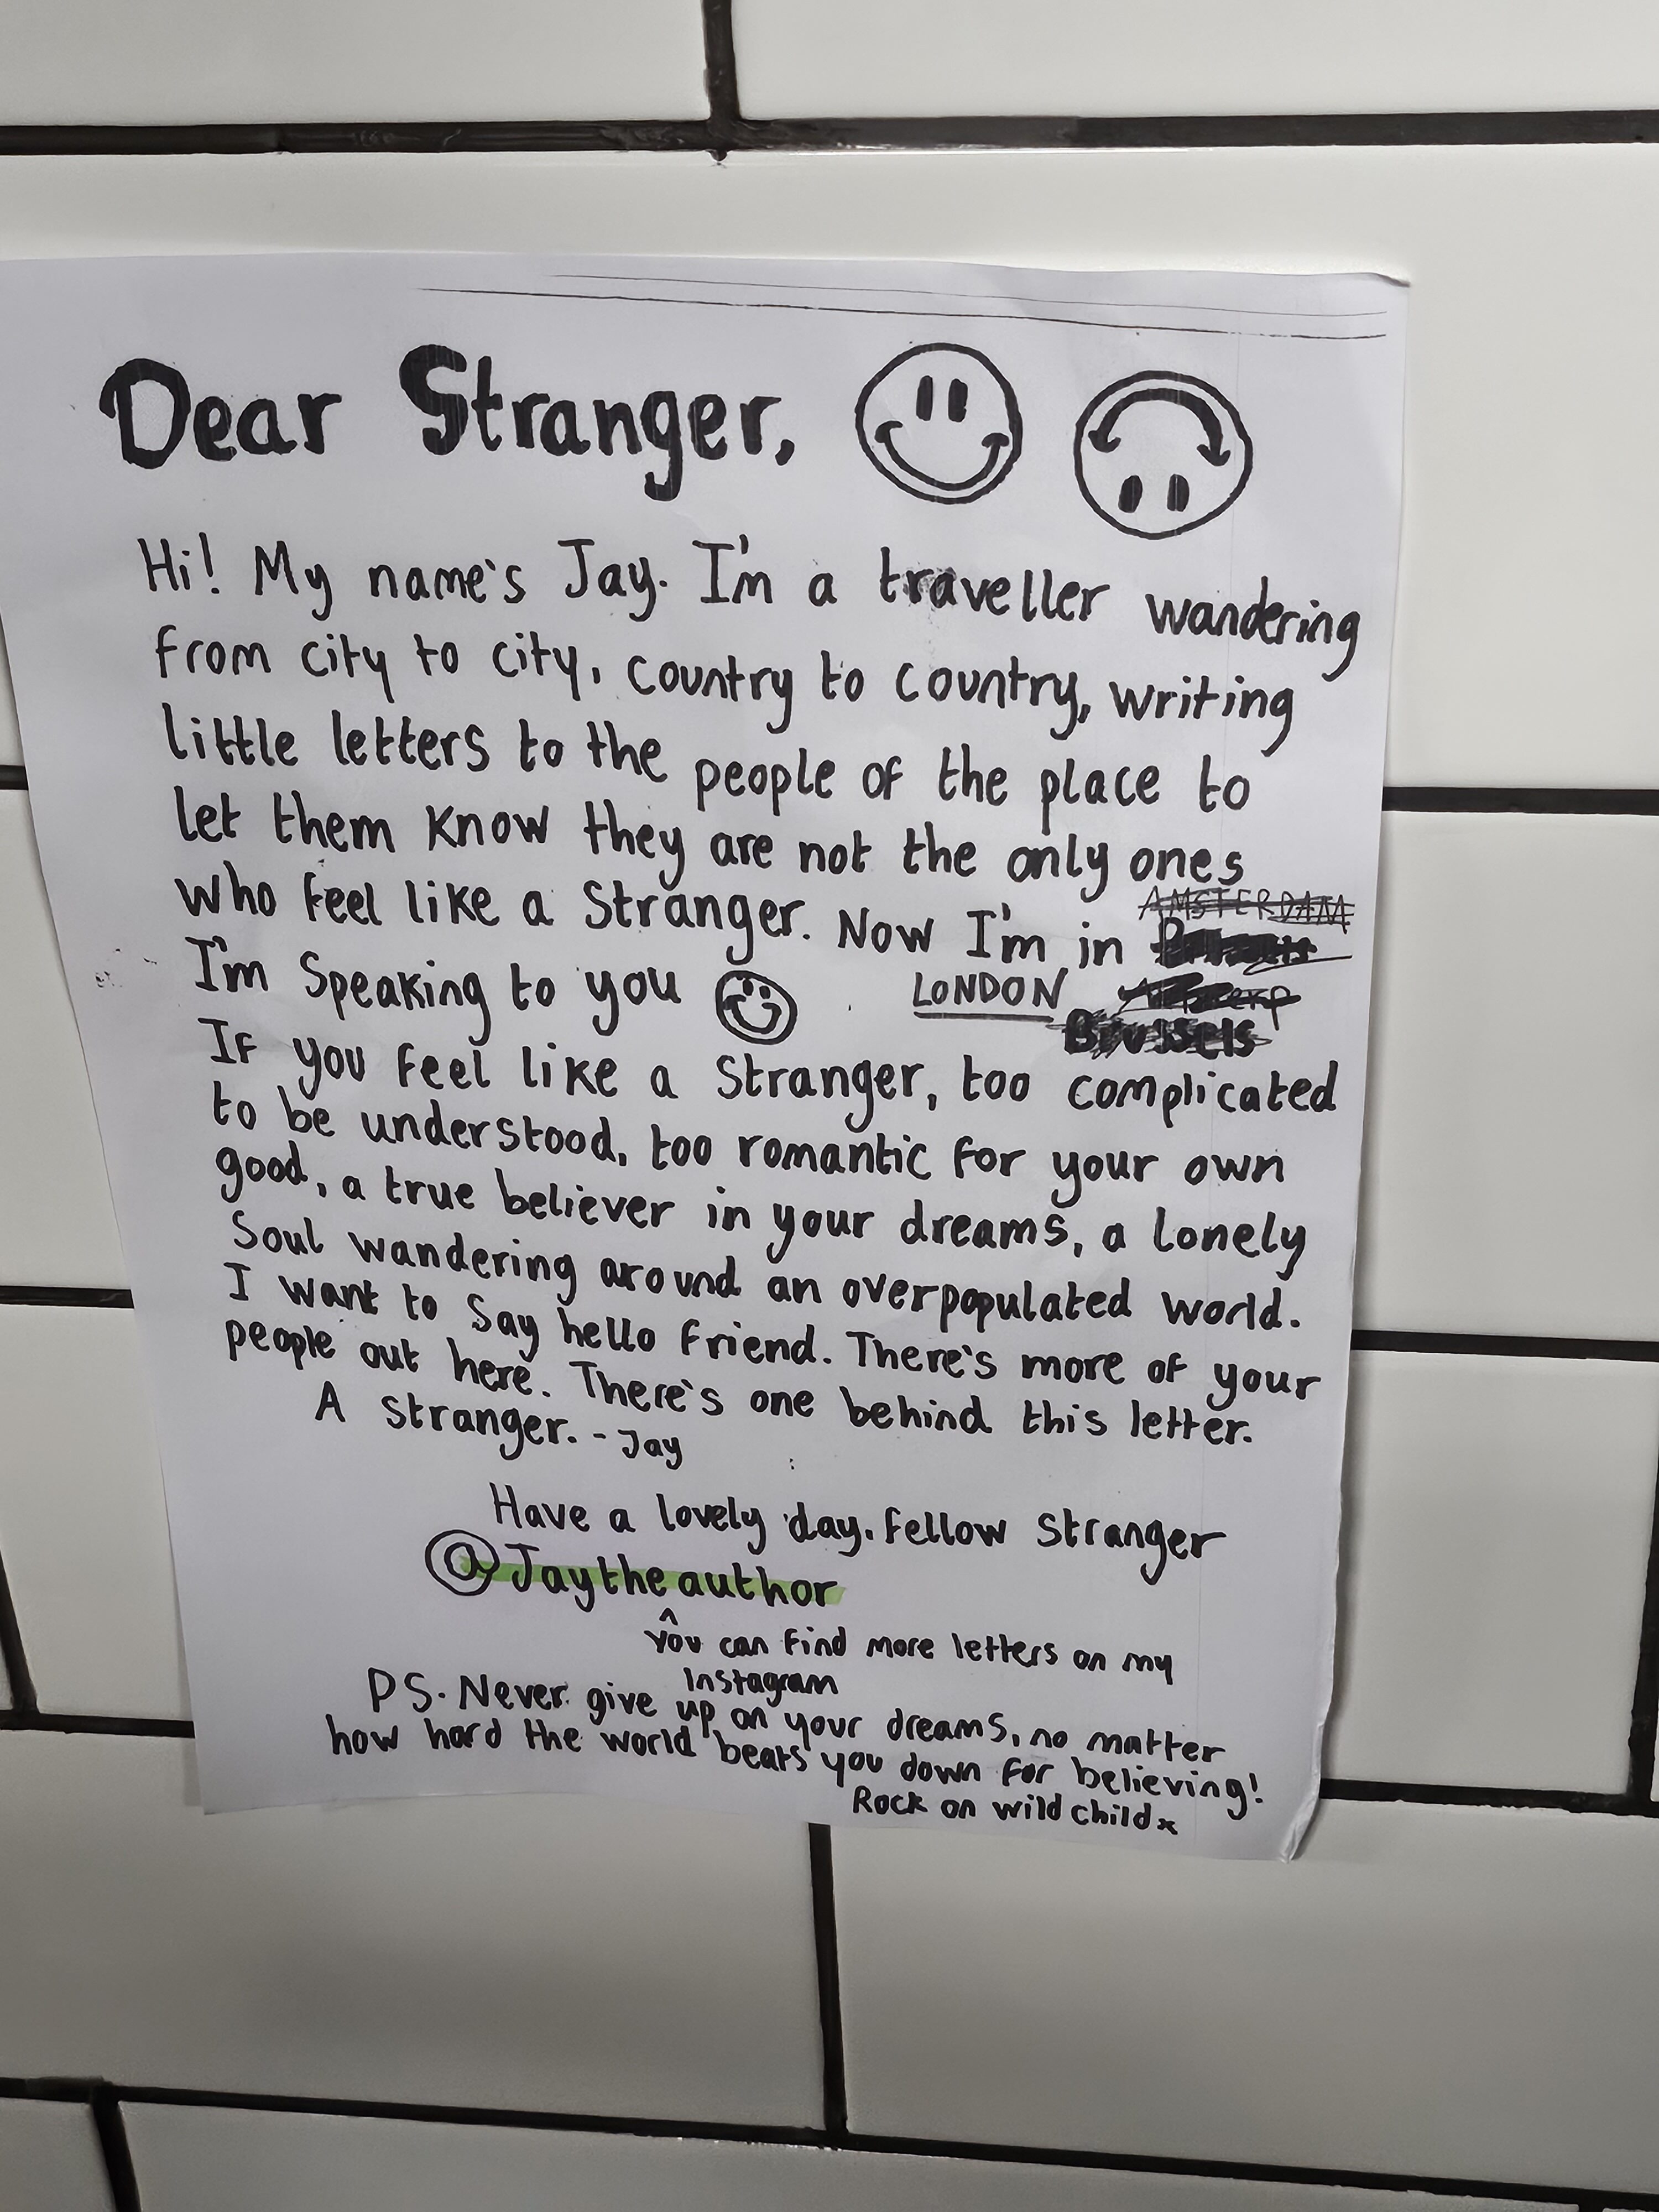 Dear Stranger,
Hi! My name's Jay. I'm a traveller wandering
from city to city, country to country, writing
little letters to the people of the place to
let them know they are not the only ones
who feel like a Stranger. Now I'm in AMSTERDAM
I'm speaking to you LONDON
Brussels
If you feel like a stranger, too complicated
to be understood, too romantic for your own
good, a true believer in your dreams, a lonely
soul wandering around an overpopulated world.
I want to say hello friend. There's more of your
people out here. There's one behind this letter.
A stranger. - Jay
Have a lovely day. Fellow stranger
@Jaytheauthor
^
You can find more letters on my
Instagram
PS. Never give up on your dreams, no matter
how hard the world beats you down for believing!
Rock on wild child x